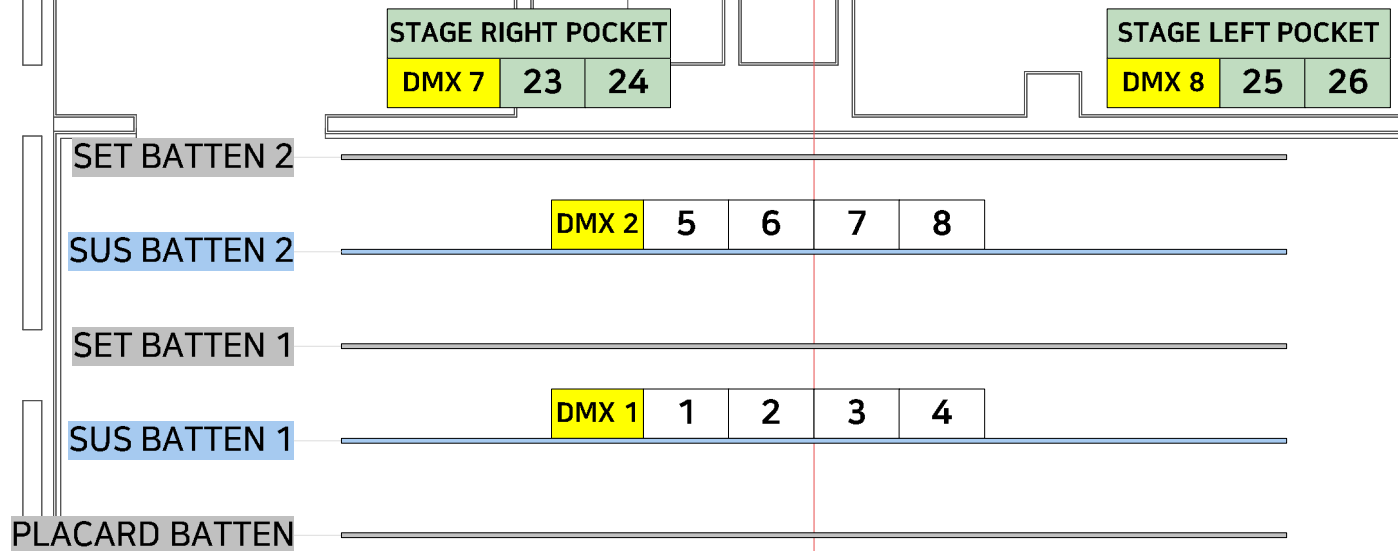 STAGE RIGHT POCKET
DMX 7 23 24
STAGE LEFT POCKET
DMX 8 25 26
SET BATTEN 2
DMX 2 5 6 7 8
SUS BATTEN 2
SET BATTEN 1
DMX 1 1 2 3 4
SUS BATTEN 1
PLACARD BATTEN